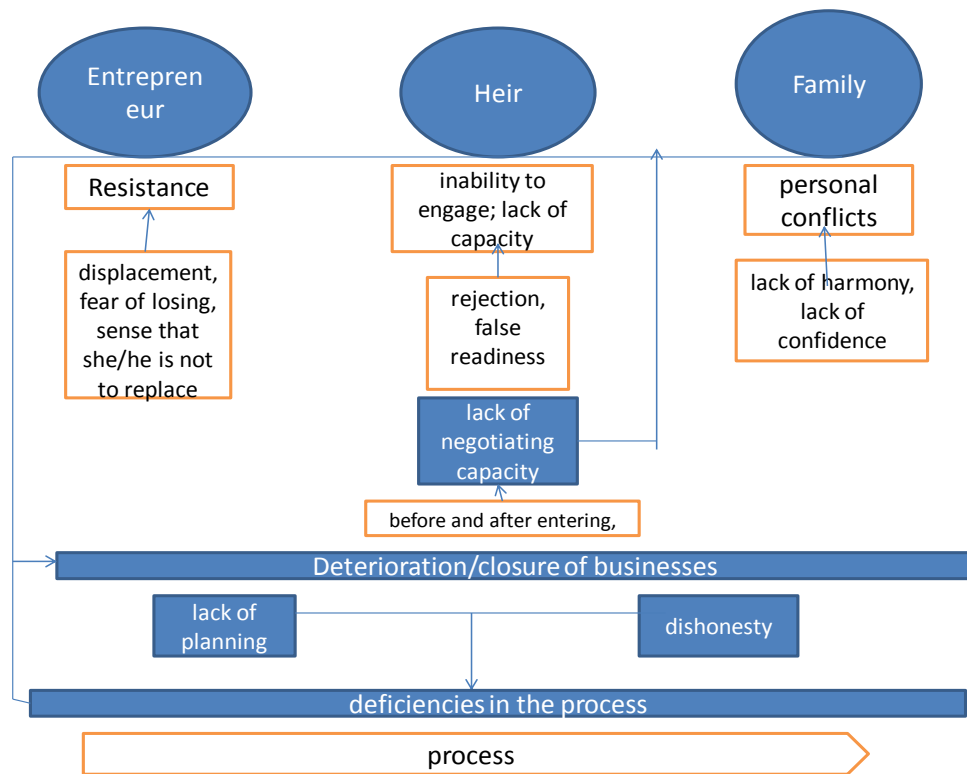 Entrepren
eur
Heir
Family
Resistance
inability to
engage; lack of
capacity
personal
conflicts
displacement,
fear of losing,
sense that
she/he is not
to replace
rejection,
false
readiness
lack of harmony,
lack of
confidence
lack of
negotiating
capacity
before and after entering,
Deterioration/closure of businesses
lack of
planning
dishonesty
deficiencies in the process
process